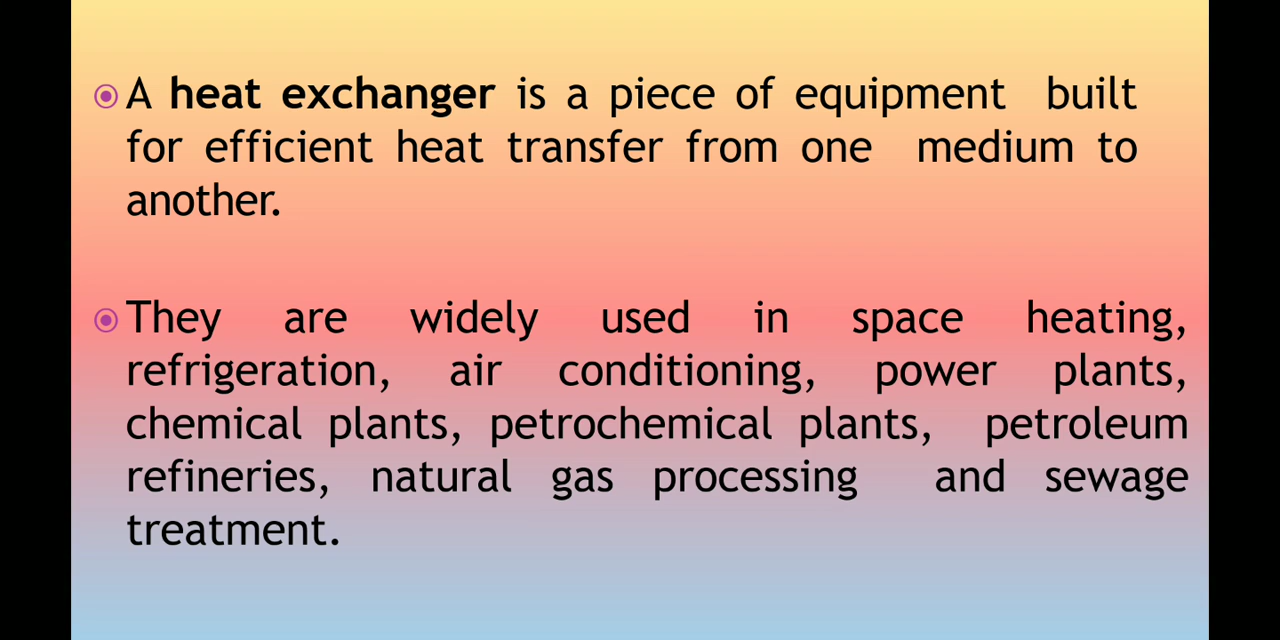 A heat exchanger is a piece of equipment built
for efficient heat transfer from one medium to
another.
They are widely used in space heating,
refrigeration, air conditioning, power plants,
chemical plants, petrochemical plants, petroleum
refineries, natural gas processing and sewage
treatment.